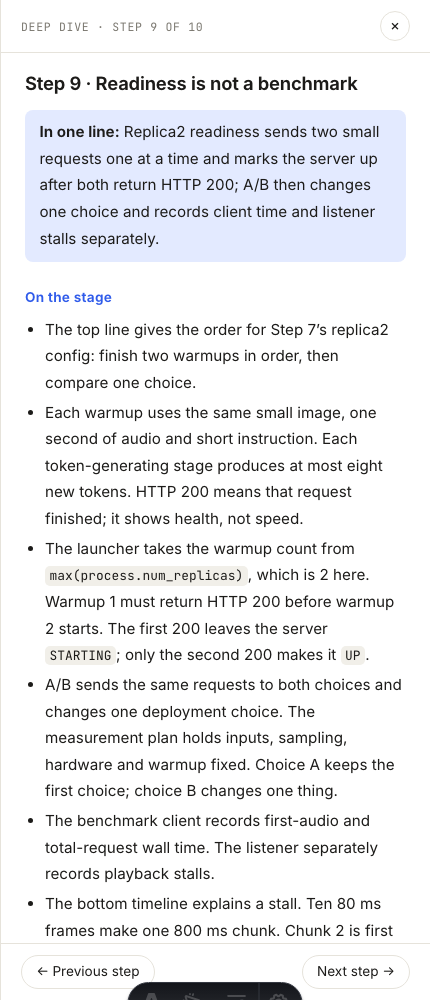 DEEP DIVE · STEP 9 OF 10
×
Step 9 · Readiness is not a benchmark
In one line: Replica2 readiness sends two small
requests one at a time and marks the server up
after both return HTTP 200; A/B then changes
one choice and records client time and listener
stalls separately.
On the stage
• The top line gives the order for Step 7’s replica2
config: finish two warmups in order, then
compare one choice.
• Each warmup uses the same small image, one
second of audio and short instruction. Each
token-generating stage produces at most eight
new tokens. HTTP 200 means that request
finished; it shows health, not speed.
• The launcher takes the warmup count from
max(process.num_replicas), which is 2 here.
Warmup 1 must return HTTP 200 before warmup
2 starts. The first 200 leaves the server
STARTING; only the second 200 makes it UP.
• A/B sends the same requests to both choices and
changes one deployment choice. The
measurement plan holds inputs, sampling,
hardware and warmup fixed. Choice A keeps the
first choice; choice B changes one thing.
• The benchmark client records first-audio and
total-request wall time. The listener separately
records playback stalls.
• The bottom timeline explains a stall. Ten 80 ms
frames make one 800 ms chunk. Chunk 2 is first
← Previous step
Next step →